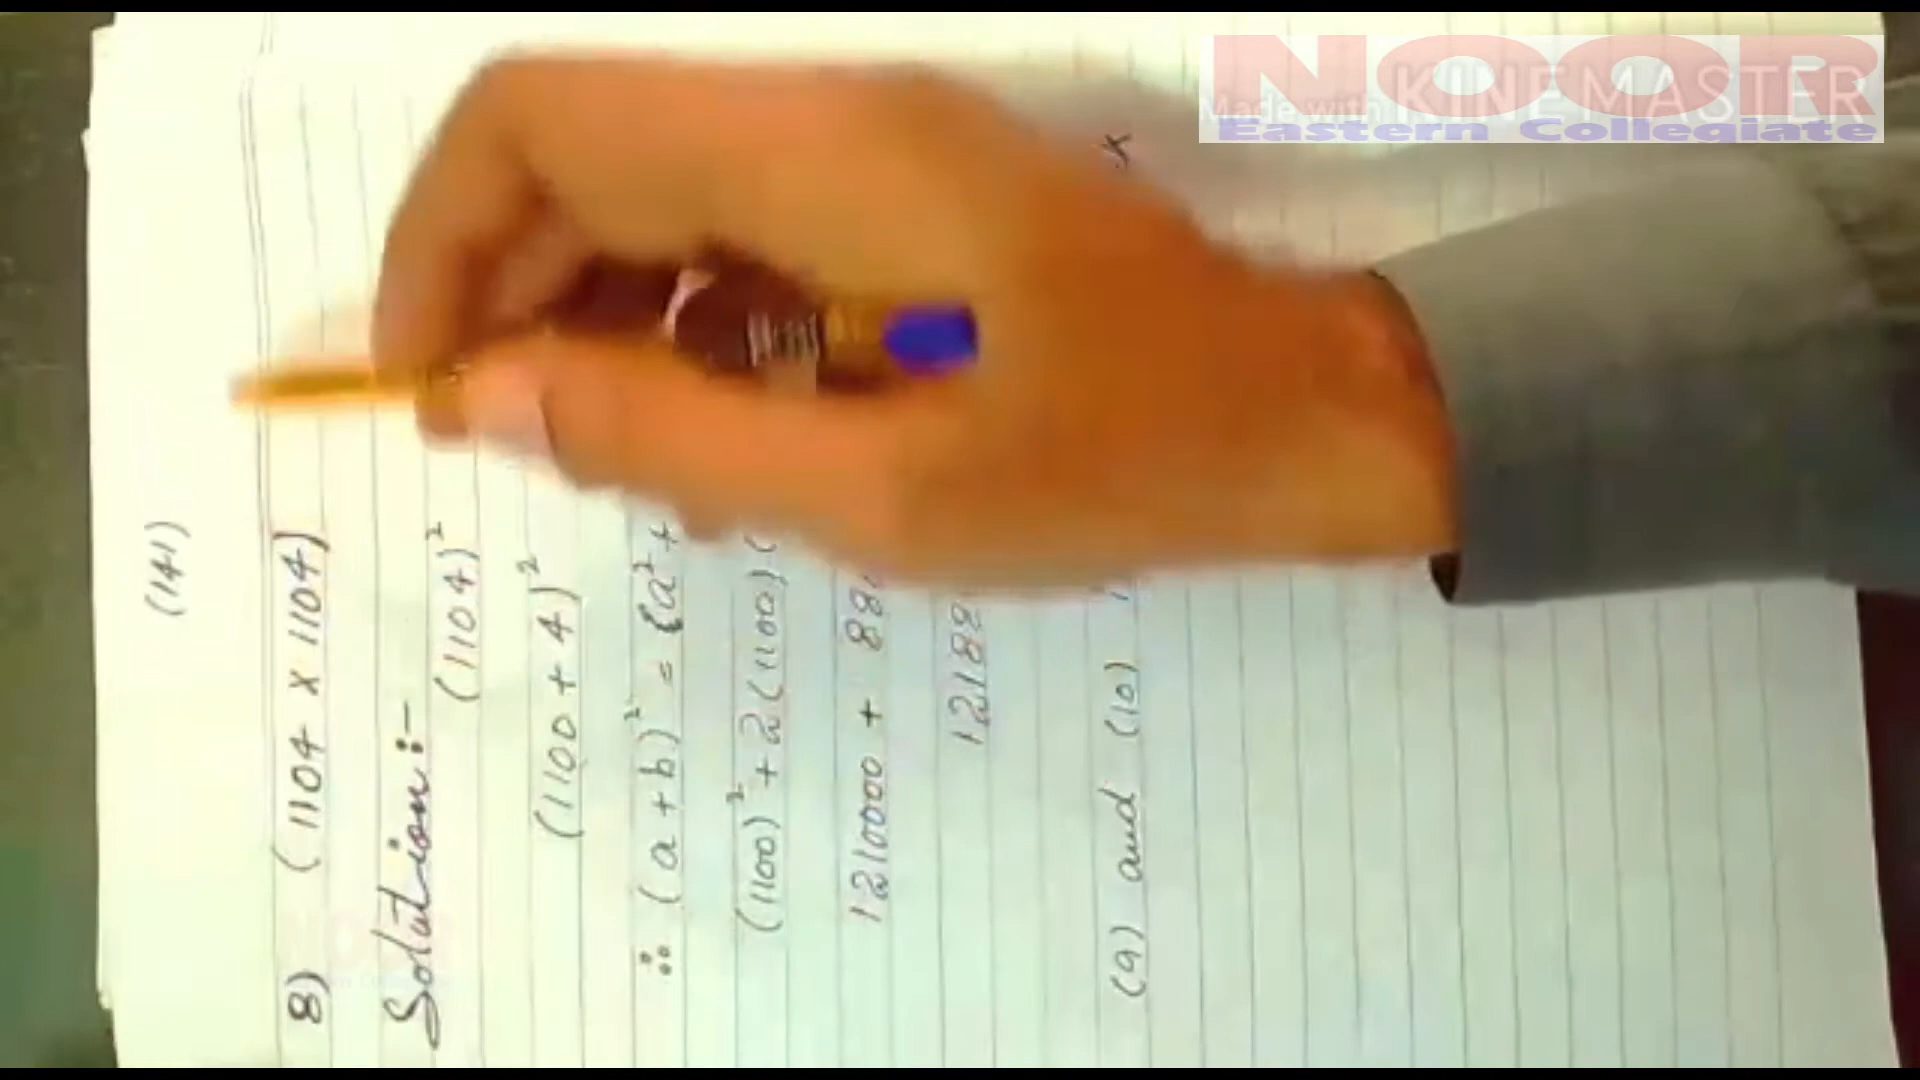 NOOR
Made with KINEMASTER
Eastern Collegiate
(141)
8) (1104 x 1104)
Solution:-
(1104)²
(1100 + 4)²
∴ (a + b)² = (a² +
(1100)² + 2(1100)(
1210000 + 88
12188
(9) and (10)
x